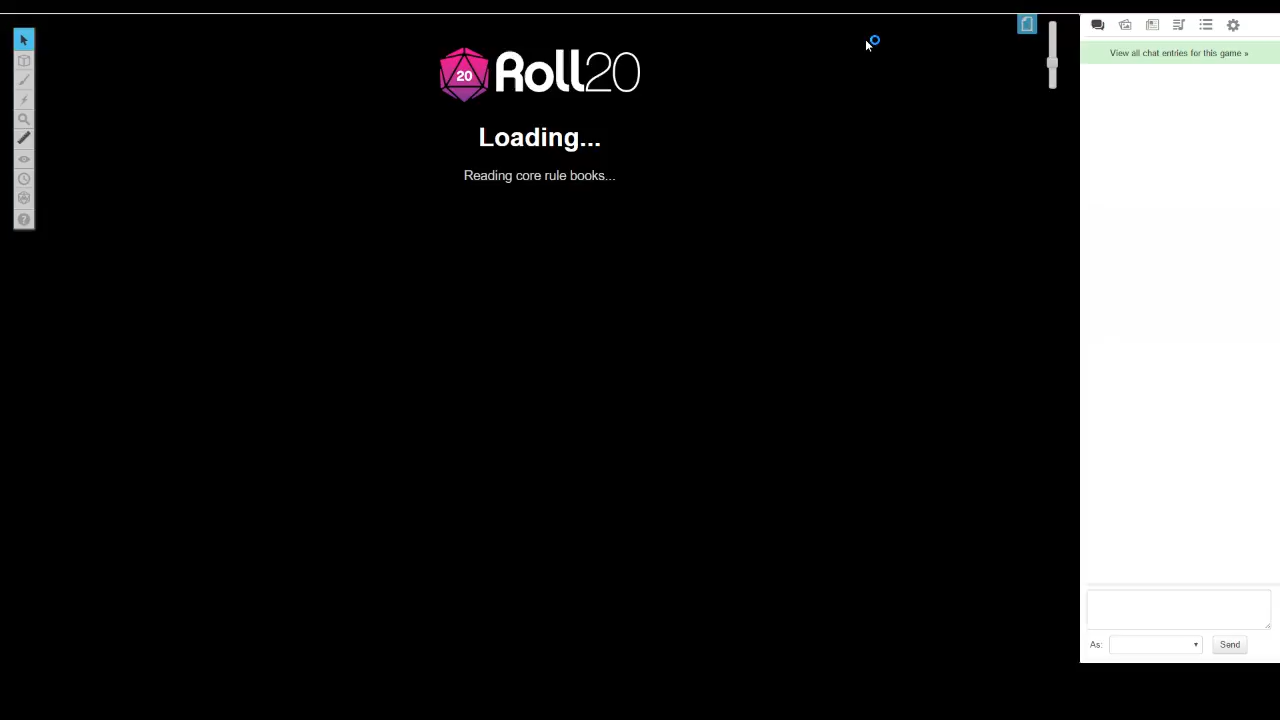 20 Roll20
Loading...
Reading core rule books...
View all chat entries for this game »
As:
Send